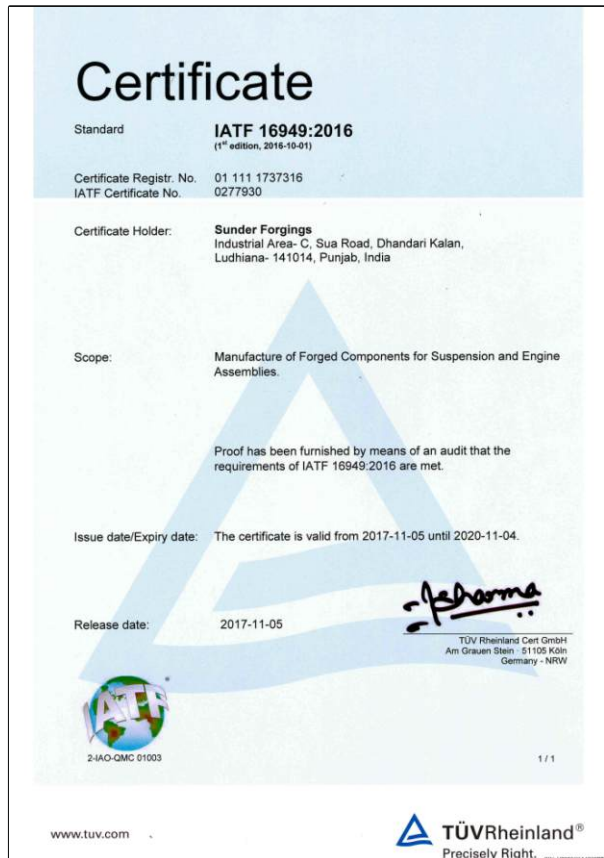 Certificate
Standard IATF 16949:2016
(1st edition, 2016-10-01)
Certificate Registr. No. 01 111 1737316
IATF Certificate No. 0277930
Certificate Holder: Sunder Forgings
Industrial Area- C, Sua Road, Dhandari Kalan,
Ludhiana- 141014, Punjab, India
Scope: Manufacture of Forged Components for Suspension and Engine
Assemblies.
Proof has been furnished by means of an audit that the
requirements of IATF 16949:2016 are met.
Issue date/Expiry date: The certificate is valid from 2017-11-05 until 2020-11-04.
Release date: 2017-11-05
TÜV Rheinland Cert GmbH
Am Grauen Stein · 51105 Köln
Germany - NRW
IATF
®
2-IAO-QMC 01003
1 / 1
www.tuv.com
TÜVRheinland®
Precisely Right.